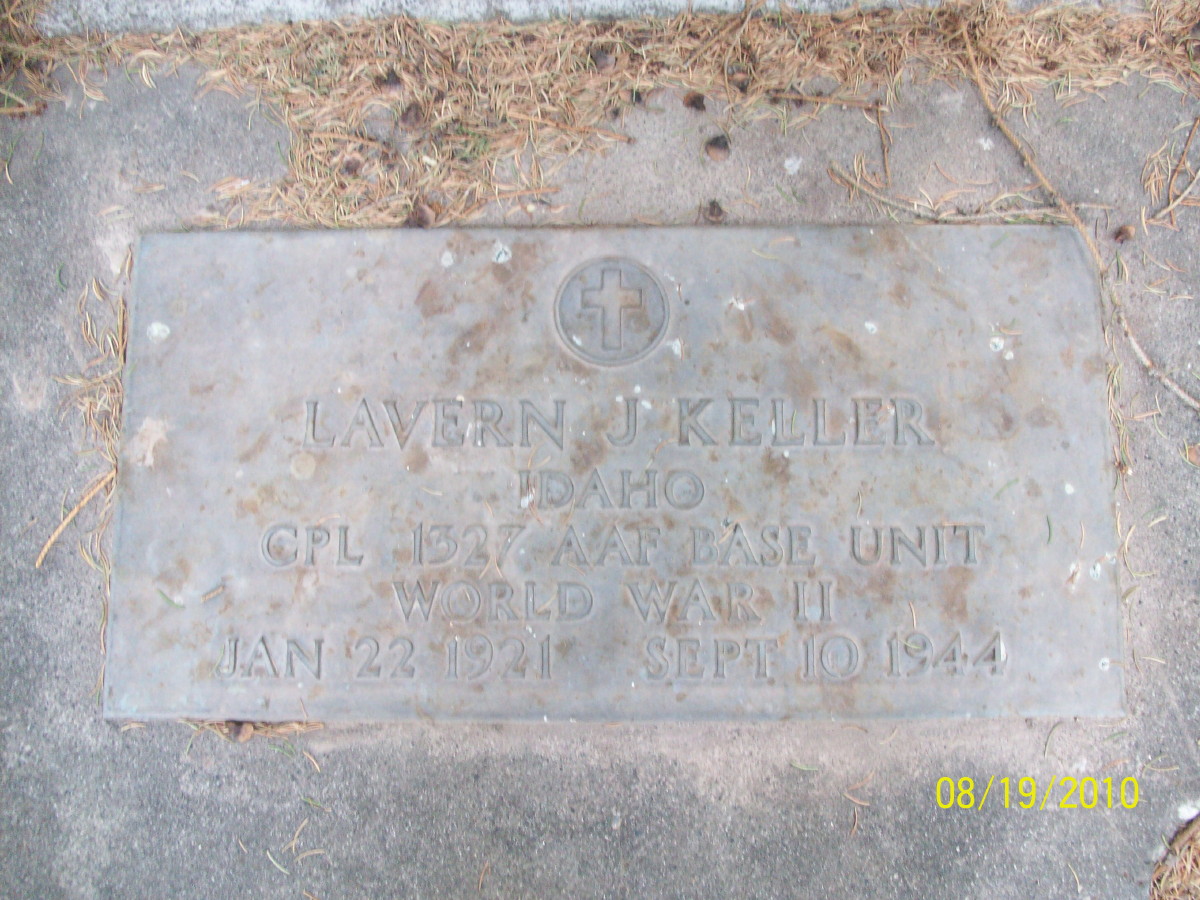 LAVERN J KELLER
IDAHO
CPL 1327 AAF BASE UNIT
WORLD WAR II
JAN 22 1921 SEPT 10 1944
08/19/2010